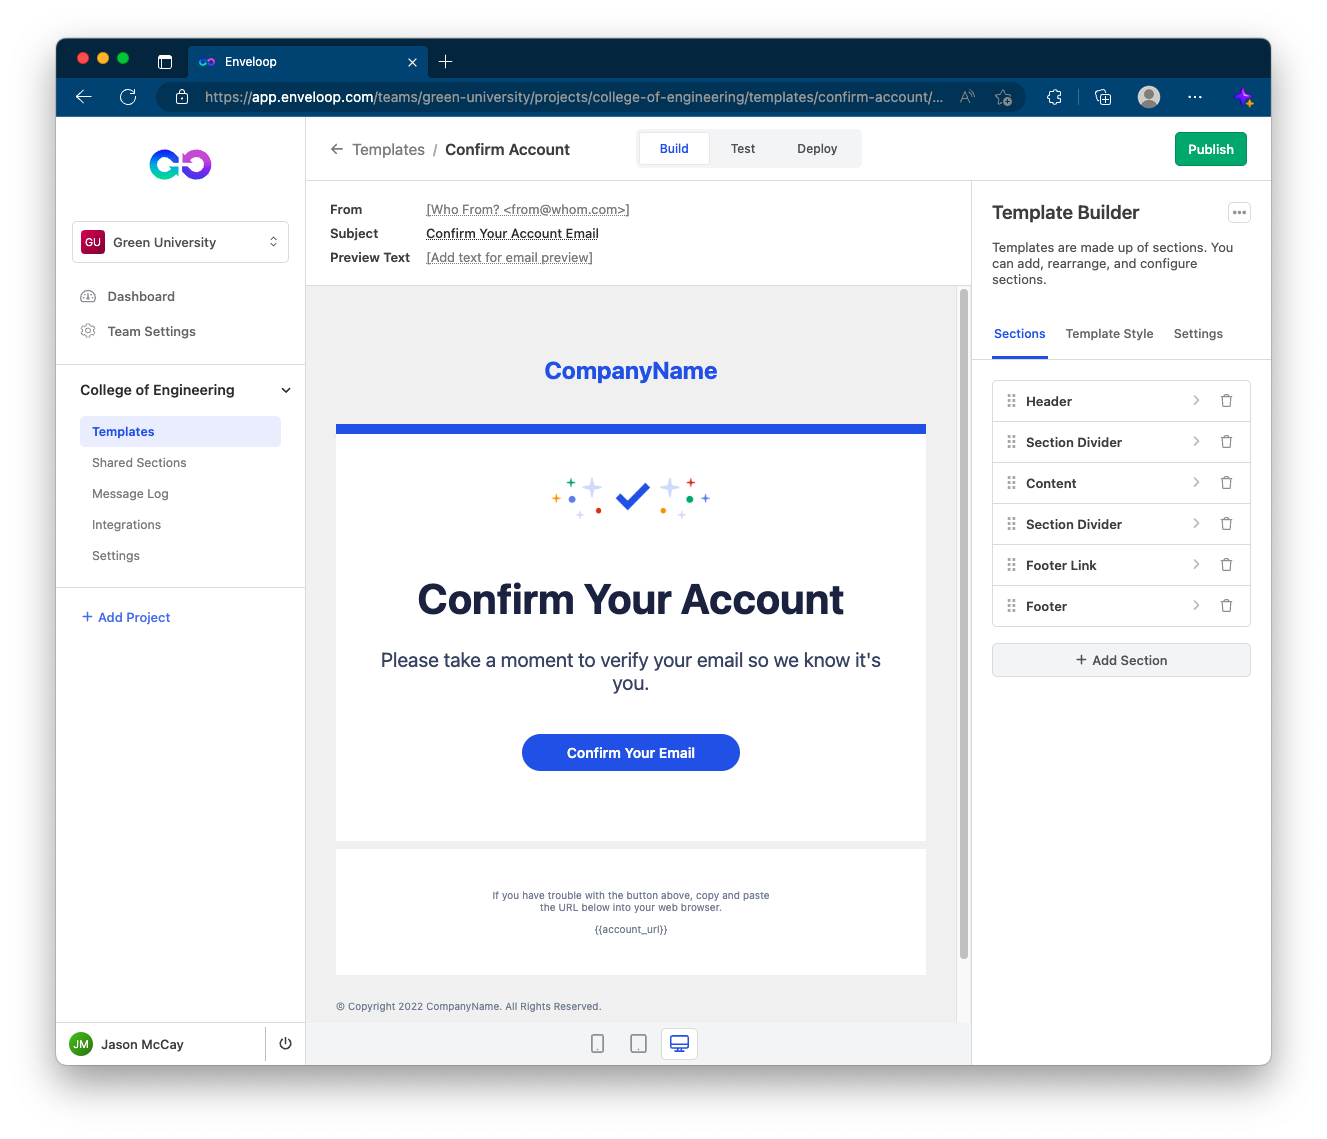 Enveloop
https://app.enveloop.com/teams/green-university/projects/college-of-engineering/templates/confirm-account/...
GU Green University
Dashboard
Team Settings
College of Engineering
Templates
Shared Sections
Message Log
Integrations
Settings
+ Add Project
JM Jason McCay
← Templates / Confirm Account
Build Test Deploy
Publish
From [Who From? <from@whom.com>]
Subject Confirm Your Account Email
Preview Text [Add text for email preview]
CompanyName
Confirm Your Account
Please take a moment to verify your email so we know it's
you.
Confirm Your Email
If you have trouble with the button above, copy and paste
the URL below into your web browser.
{{account_url}}
© Copyright 2022 CompanyName. All Rights Reserved.
Template Builder
Templates are made up of sections. You
can add, rearrange, and configure
sections.
Sections Template Style Settings
Header
Section Divider
Content
Section Divider
Footer Link
Footer
+ Add Section